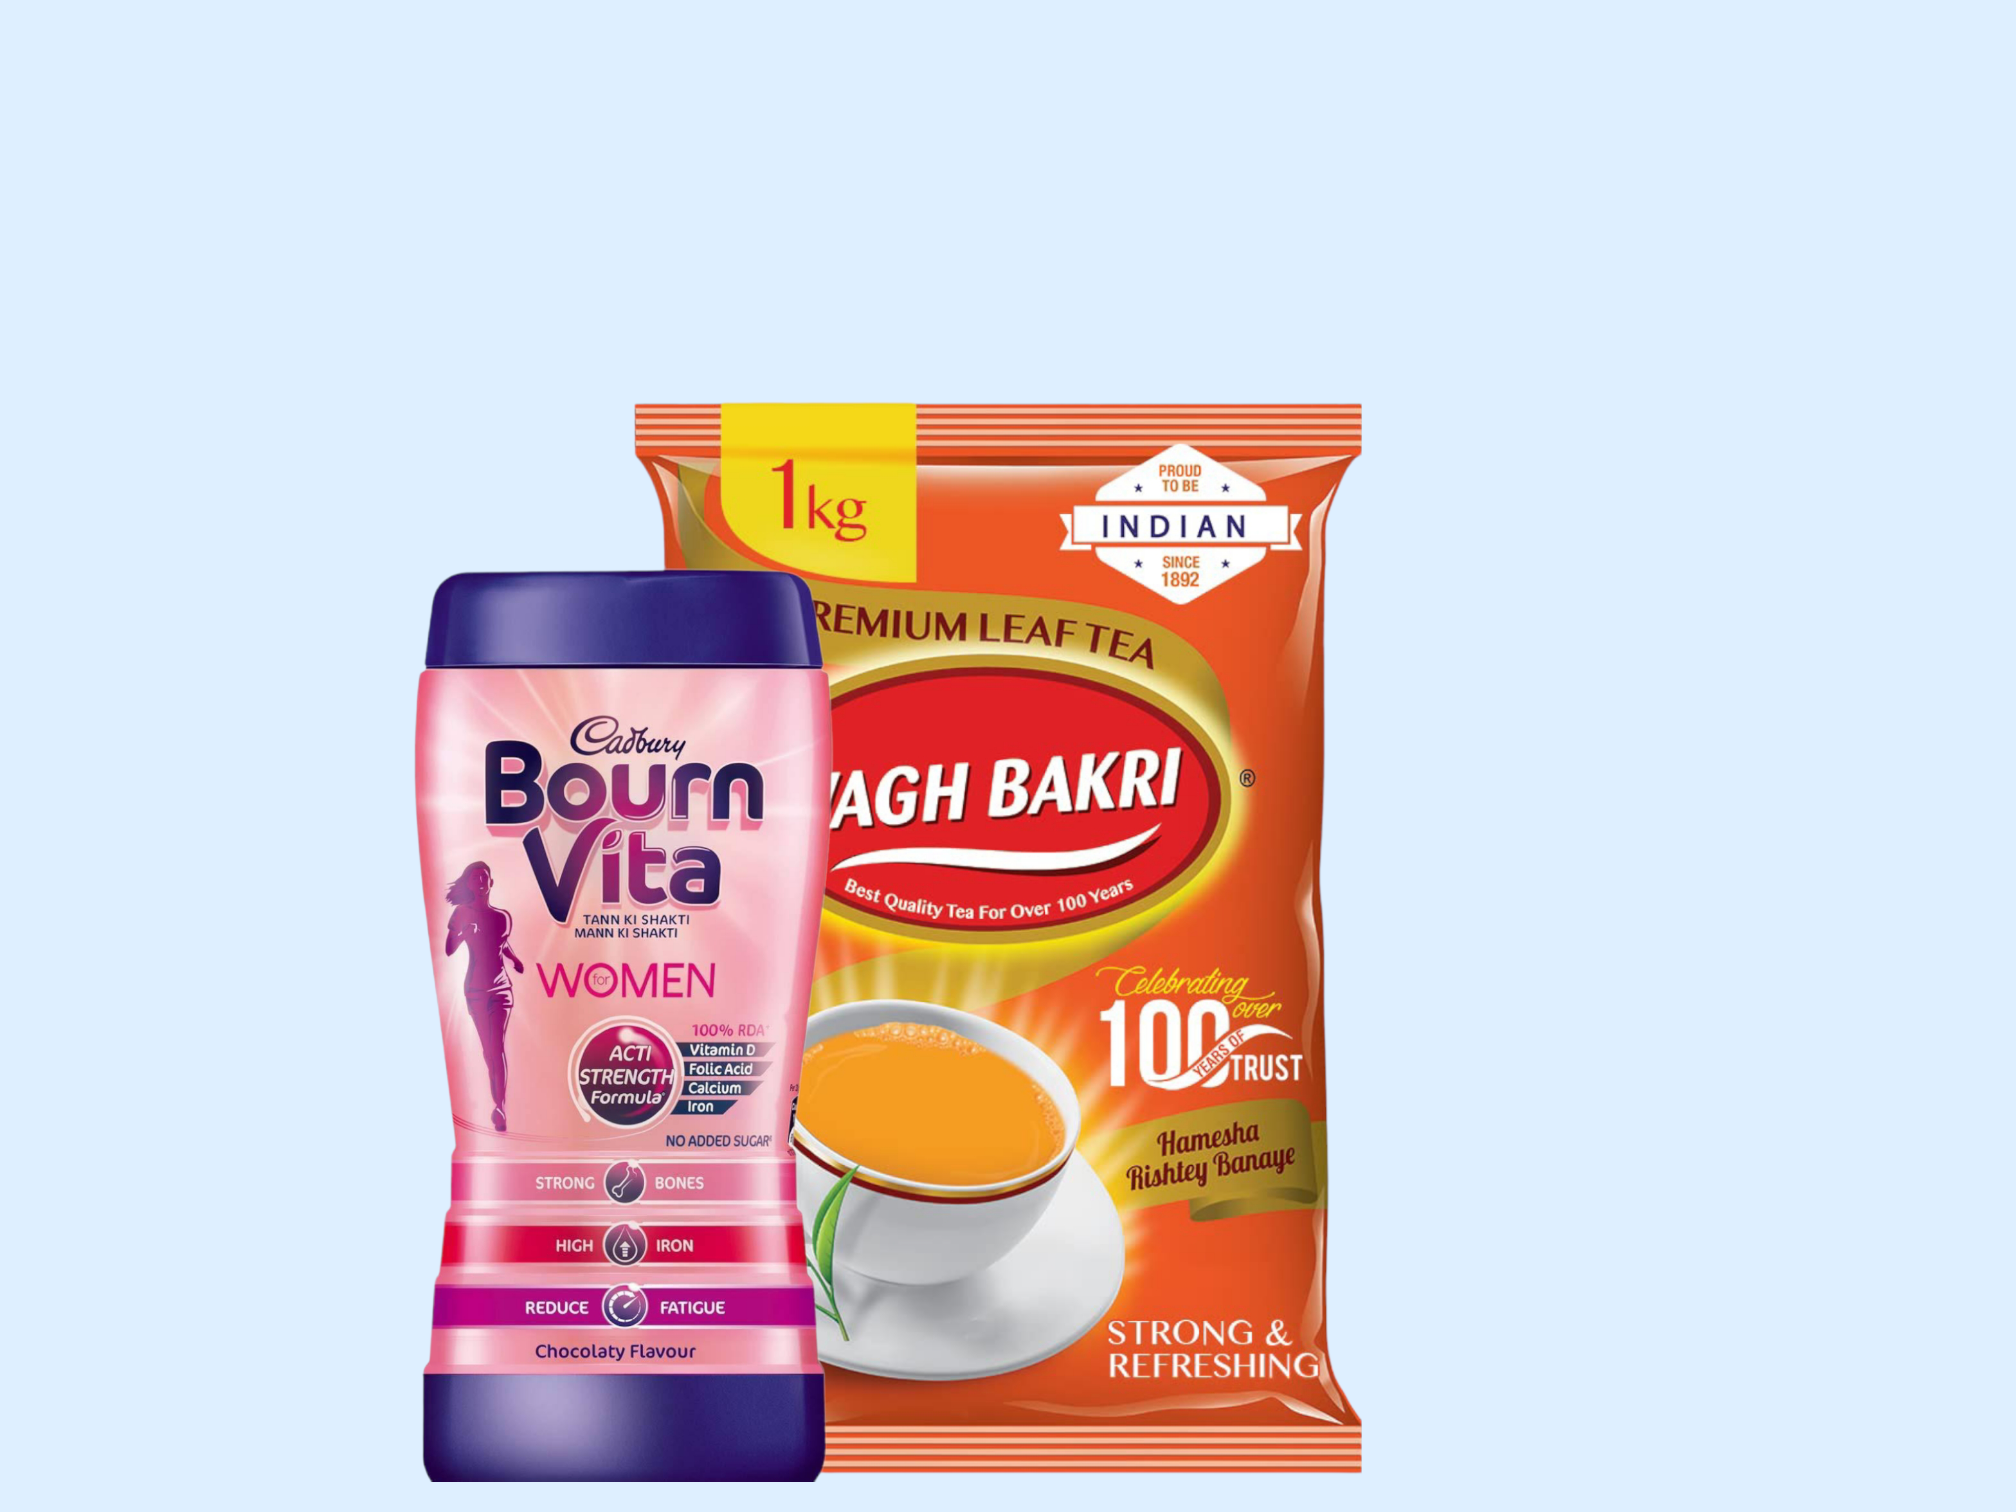 1kg
PROUD
TO BE
INDIAN
SINCE
1892
REMIUM LEAF TEA
AGH BAKRI
®
Best Quality Tea For Over 100 Years
Celebrating
over
100
YEARS OF
TRUST
Hamesha
Rishtey Banaye
STRONG &
REFRESHING
Cadbury
Bourn
Vita
TANN KI SHAKTI
MANN KI SHAKTI
for
WOMEN
100% RDA*
ACTI
STRENGTH
Formula
Vitamin D
Folic Acid
Calcium
Iron
NO ADDED SUGAR
STRONG BONES
HIGH IRON
REDUCE FATIGUE
Chocolaty Flavour